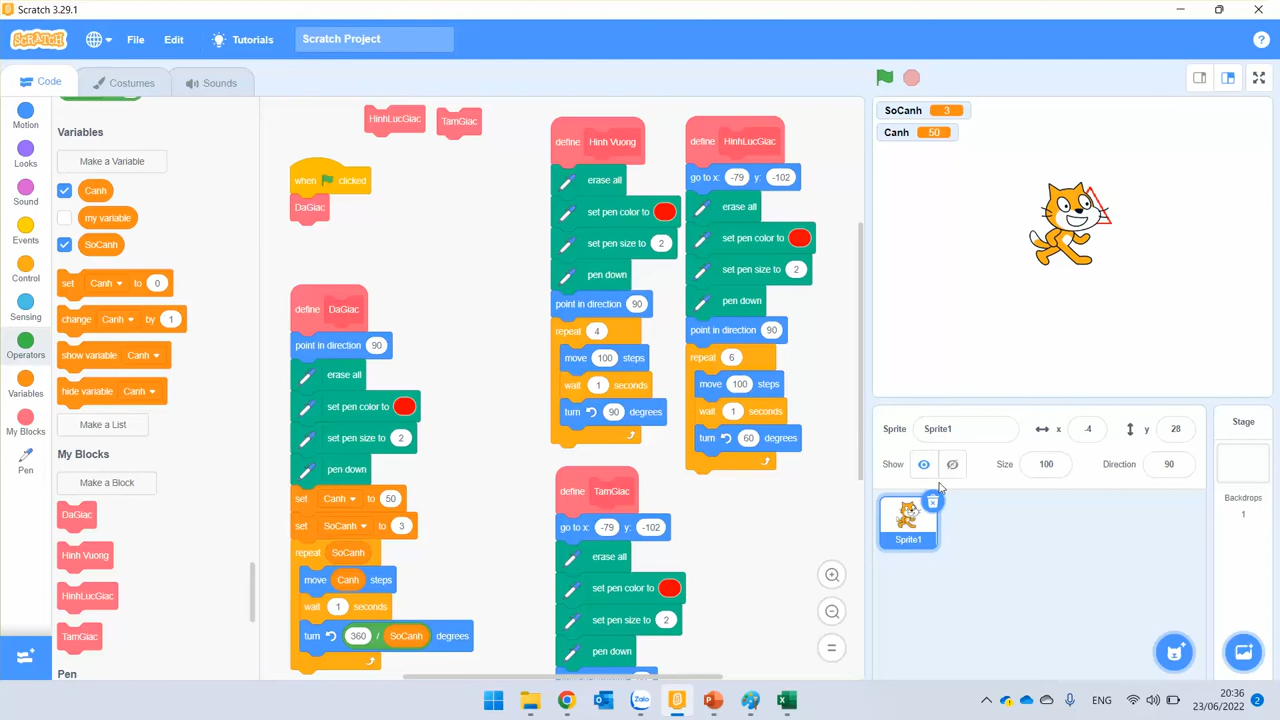 Scratch 3.29.1
SCRATCH
File
Edit
Tutorials
Scratch Project
Code
Costumes
Sounds
Motion
Looks
Sound
Events
Control
Sensing
Operators
Variables
My Blocks
Pen
Variables
Make a Variable
Canh
my variable
SoCanh
set Canh to 0
change Canh by 1
show variable Canh
hide variable Canh
Make a List
My Blocks
Make a Block
DaGiac
Hinh Vuong
HinhLucGiac
TamGiac
Pen
HinhLucGiac
TamGiac
when clicked
DaGiac
define DaGiac
point in direction 90
erase all
set pen color to
set pen size to 2
pen down
set Canh to 50
set SoCanh to 3
repeat SoCanh
move Canh steps
wait 1 seconds
turn 360 / SoCanh degrees
define Hinh Vuong
erase all
set pen color to
set pen size to 2
pen down
point in direction 90
repeat 4
move 100 steps
wait 1 seconds
turn 90 degrees
define HinhLucGiac
go to x: -79 y: -102
erase all
set pen color to
set pen size to 2
pen down
point in direction 90
repeat 6
move 100 steps
wait 1 seconds
turn 60 degrees
define TamGiac
go to x: -79 y: -102
erase all
set pen color to
set pen size to 2
pen down
SoCanh 3
Canh 50
Sprite Sprite1 x -4 y 28
Show Size 100 Direction 90
Sprite1
Stage
Backdrops
1
Zalo
ENG
20:36
23/06/2022
2